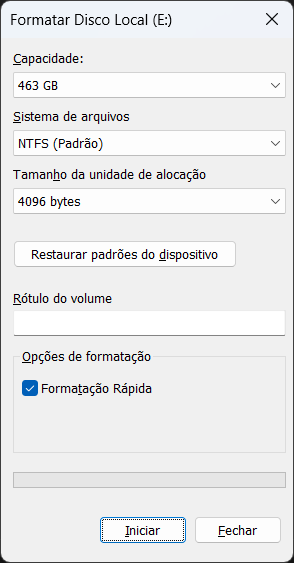 Formatar Disco Local (E:)
Capacidade:
463 GB
Sistema de arquivos
NTFS (Padrão)
Tamanho da unidade de alocação
4096 bytes
Restaurar padrões do dispositivo
Rótulo do volume
Opções de formatação
Formatação Rápida
Iniciar
Fechar